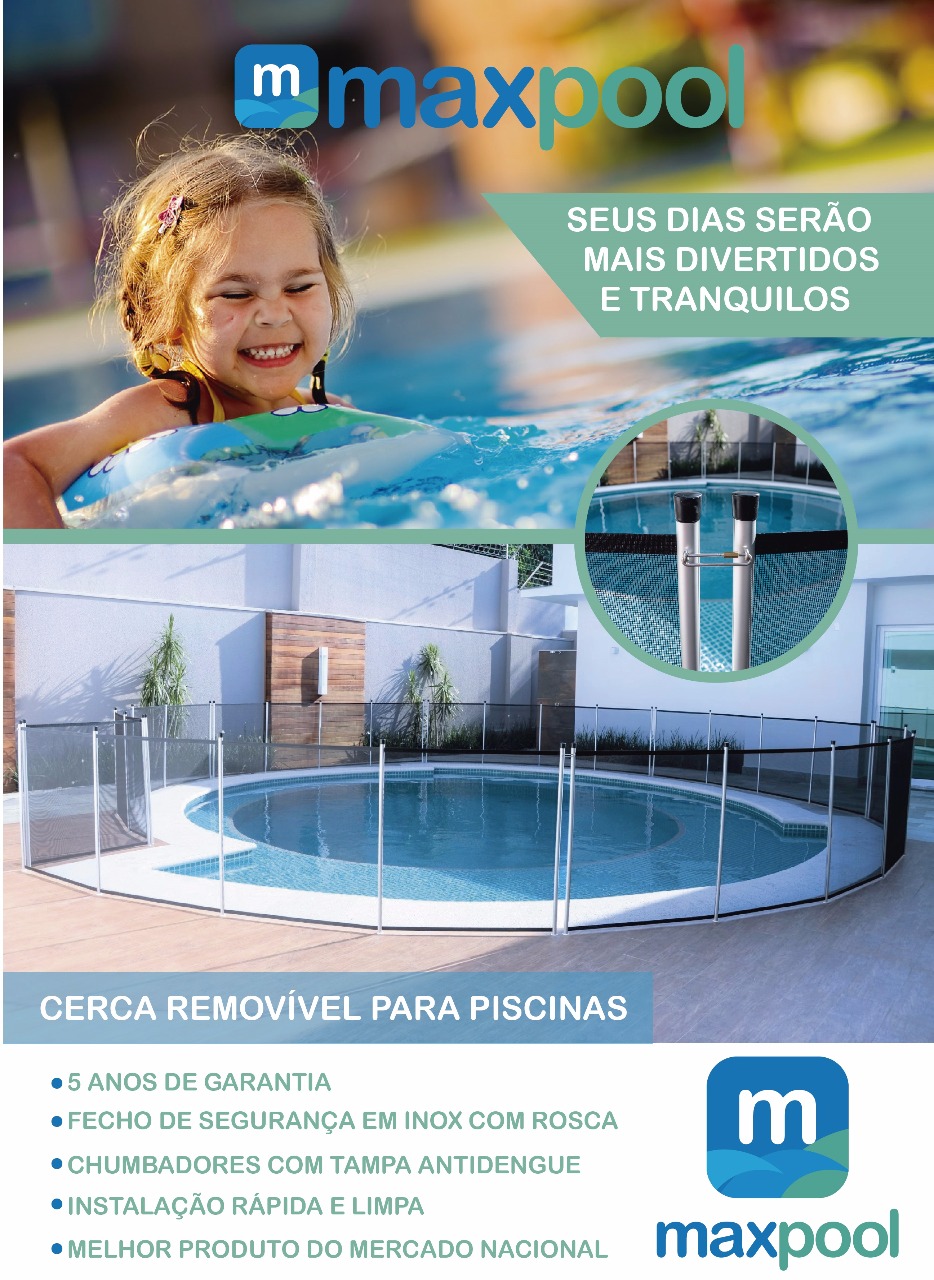 m maxpool
SEUS DIAS SERÃO
MAIS DIVERTIDOS
E TRANQUILOS
CERCA REMOVÍVEL PARA PISCINAS
•5 ANOS DE GARANTIA
•FECHO DE SEGURANÇA EM INOX COM ROSCA
•CHUMBADORES COM TAMPA ANTIDENGUE
•INSTALAÇÃO RÁPIDA E LIMPA
•MELHOR PRODUTO DO MERCADO NACIONAL
m
maxpool